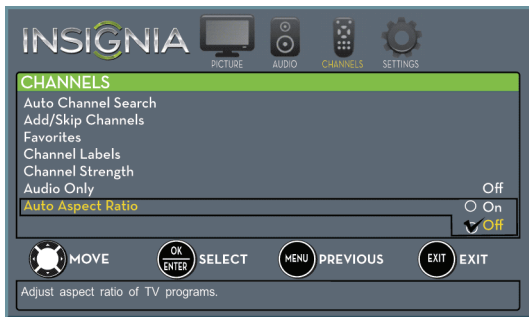 INSIGNIA
PICTURE AUDIO CHANNELS SETTINGS
CHANNELS
Auto Channel Search
Add/Skip Channels
Favorites
Channel Labels
Channel Strength
Audio Only Off
Auto Aspect Ratio On
Off
MOVE OK ENTER SELECT MENU PREVIOUS EXIT EXIT
Adjust aspect ratio of TV programs.